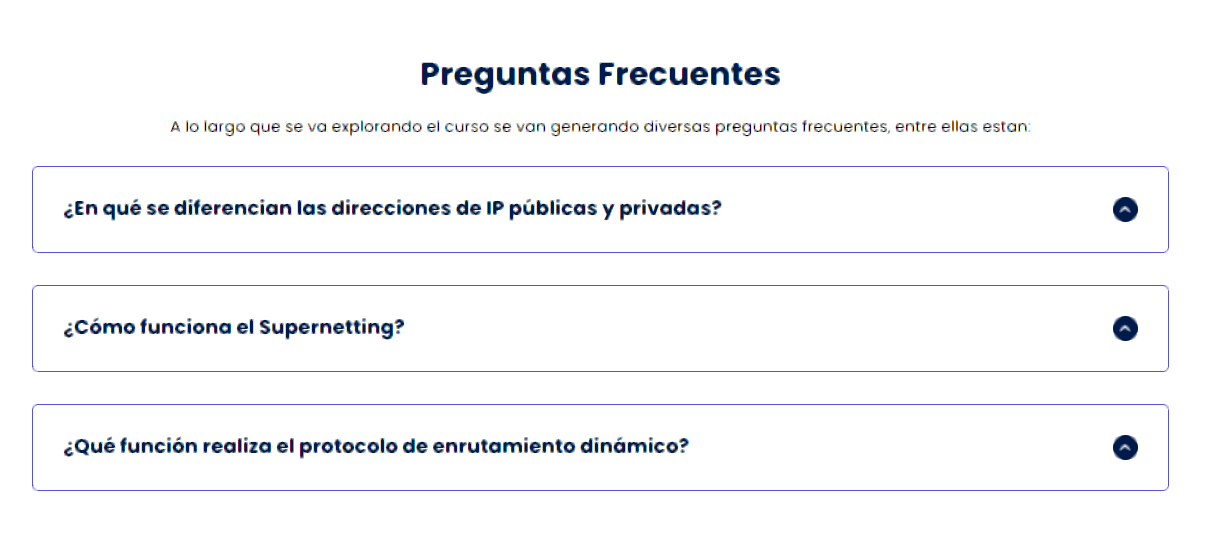 Preguntas Frecuentes
A lo largo que se va explorando el curso se van generando diversas preguntas frecuentes, entre ellas estan:
¿En qué se diferencian las direcciones de IP públicas y privadas?
¿Cómo funciona el Supernetting?
¿Qué función realiza el protocolo de enrutamiento dinámico?